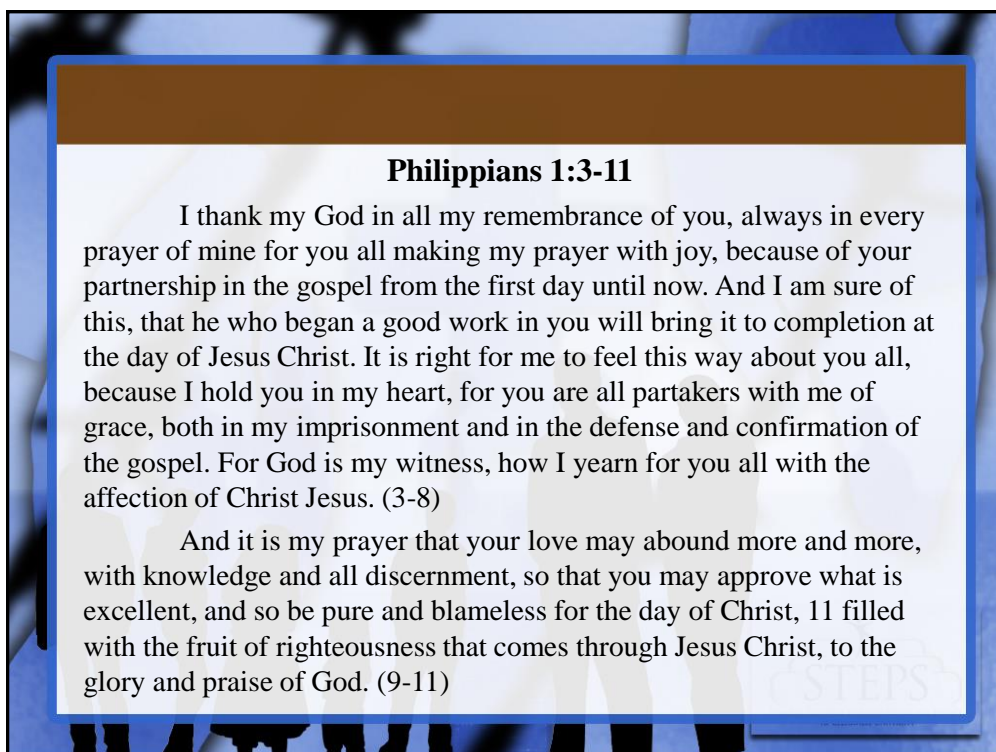 Philippians 1:3-11
I thank my God in all my remembrance of you, always in every
prayer of mine for you all making my prayer with joy, because of your
partnership in the gospel from the first day until now. And I am sure of
this, that he who began a good work in you will bring it to completion at
the day of Jesus Christ. It is right for me to feel this way about you all,
because I hold you in my heart, for you are all partakers with me of
grace, both in my imprisonment and in the defense and confirmation of
the gospel. For God is my witness, how I yearn for you all with the
affection of Christ Jesus. (3-8)
And it is my prayer that your love may abound more and more,
with knowledge and all discernment, so that you may approve what is
excellent, and so be pure and blameless for the day of Christ, 11 filled
with the fruit of righteousness that comes through Jesus Christ, to the
glory and praise of God. (9-11)
STEPS